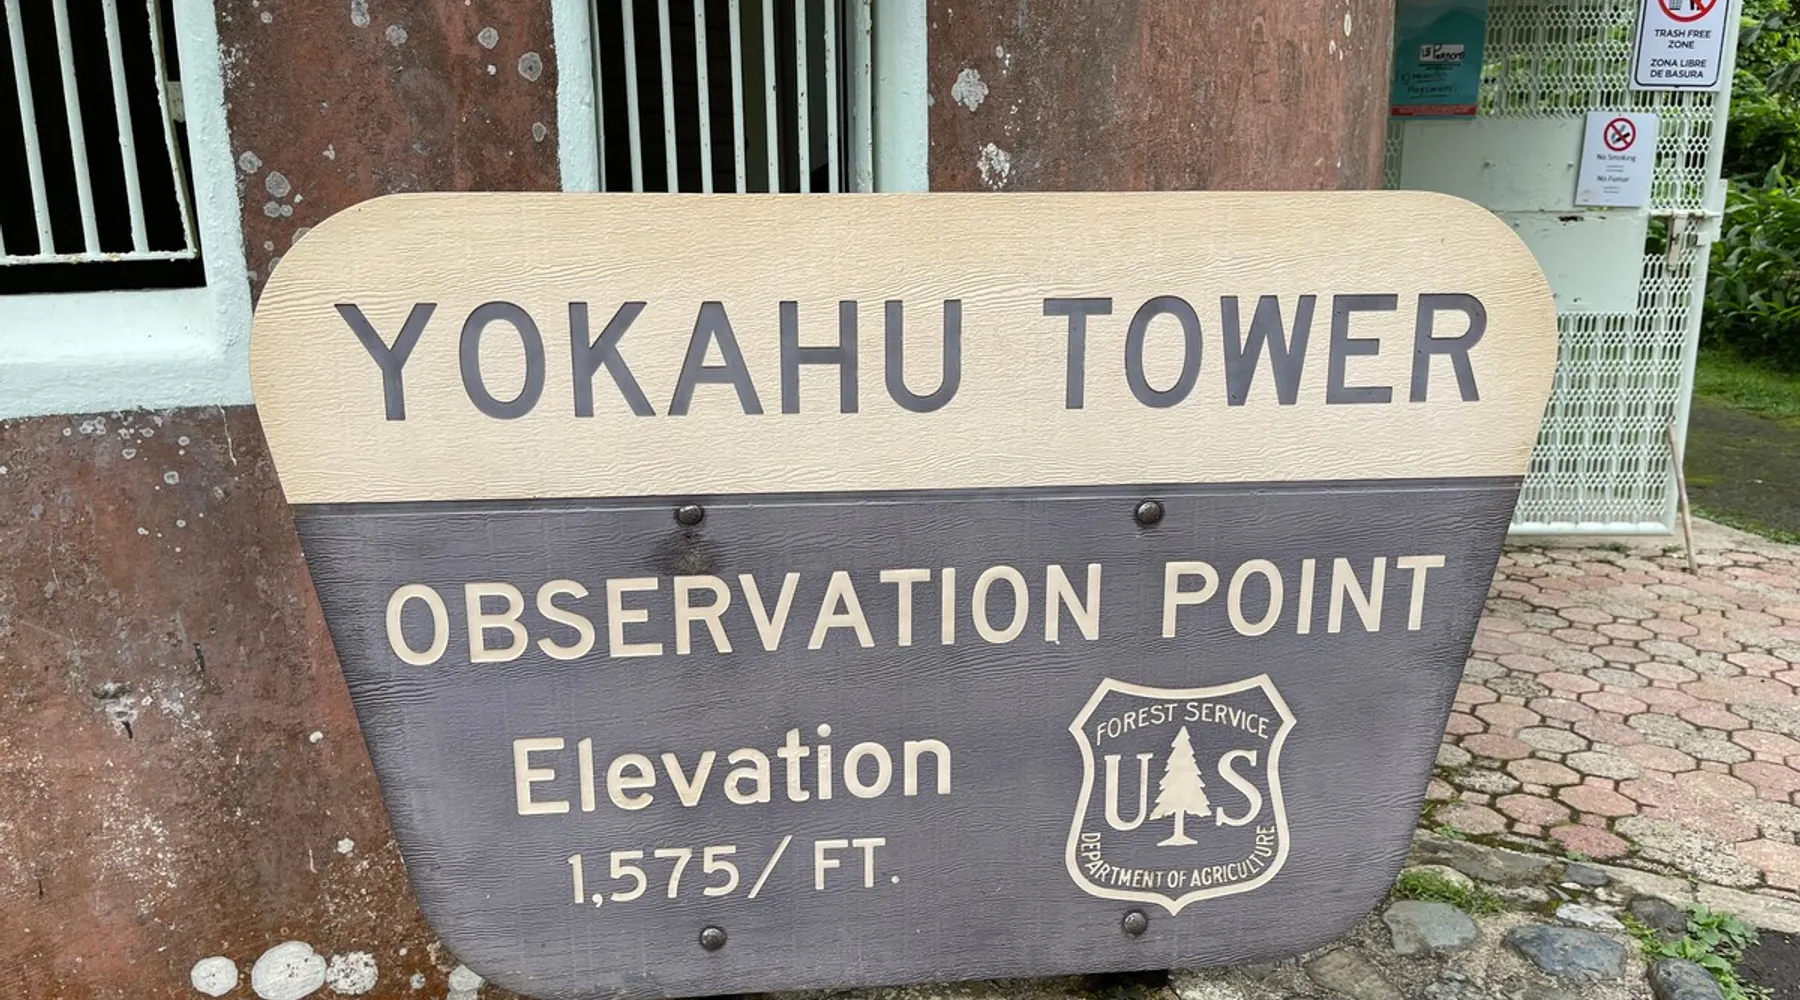 TRASH FREE
ZONE
ZONA LIBRE
DE BASURA
No Smoking
No Fumar
YOKAHU TOWER
OBSERVATION POINT
Elevation
1,575/ FT.
FOREST SERVICE
U S
DEPARTMENT OF AGRICULTURE